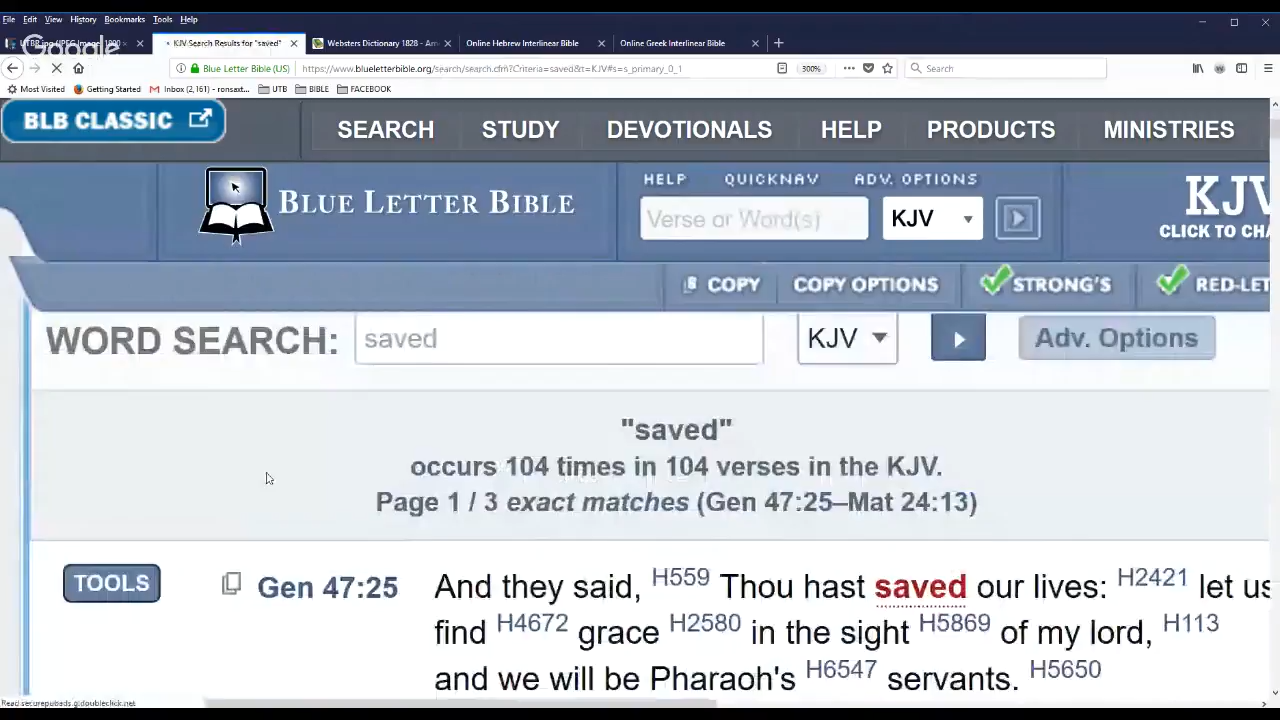 File Edit View History Bookmarks Tools Help
Google
KJV Search Results for "saved"
Websters Dictionary 1828 - Am
Online Hebrew Interlinear Bible
Online Greek Interlinear Bible
Blue Letter Bible (US) https://www.blueletterbible.org/search/search.cfm?Criteria=saved&t=KJV#s=s_primary_0_1 300% Search
Most Visited Getting Started Inbox (2,161) - ronsaxt UTB BIBLE FACEBOOK
BLB CLASSIC SEARCH STUDY DEVOTIONALS HELP PRODUCTS MINISTRIES
HELP QUICKNAV ADV. OPTIONS
BLUE LETTER BIBLE Verse or Word(s) KJV KJV
CLICK TO CHA
COPY COPY OPTIONS STRONG'S RED-LET
WORD SEARCH: saved KJV Adv. Options
"saved"
occurs 104 times in 104 verses in the KJV.
Page 1 / 3 exact matches (Gen 47:25–Mat 24:13)
TOOLS Gen 47:25 And they said, H559 Thou hast saved our lives: H2421 let us
find H4672 grace H2580 in the sight H5869 of my lord, H113
and we will be Pharaoh's H6547 servants. H5650
Read securepubads.g.doubleclick.net